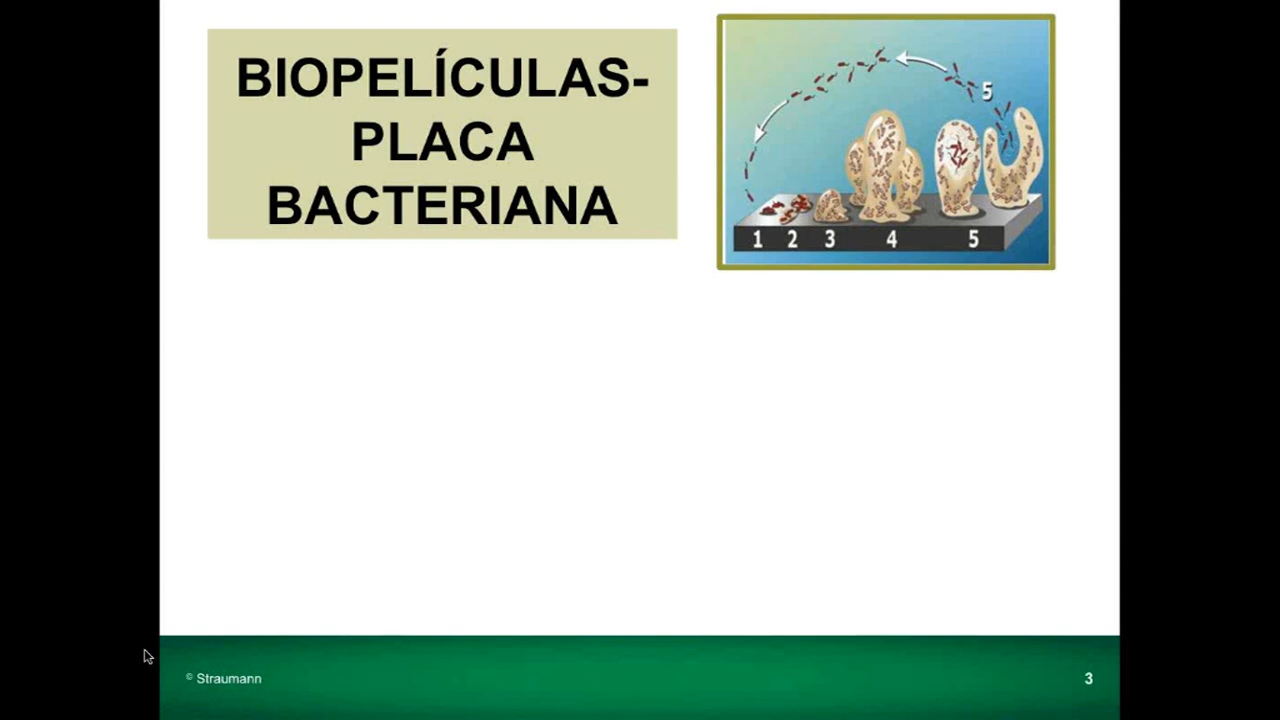 BIOPELÍCULAS-
PLACA
BACTERIANA
5
1 2 3 4 5
© Straumann
3